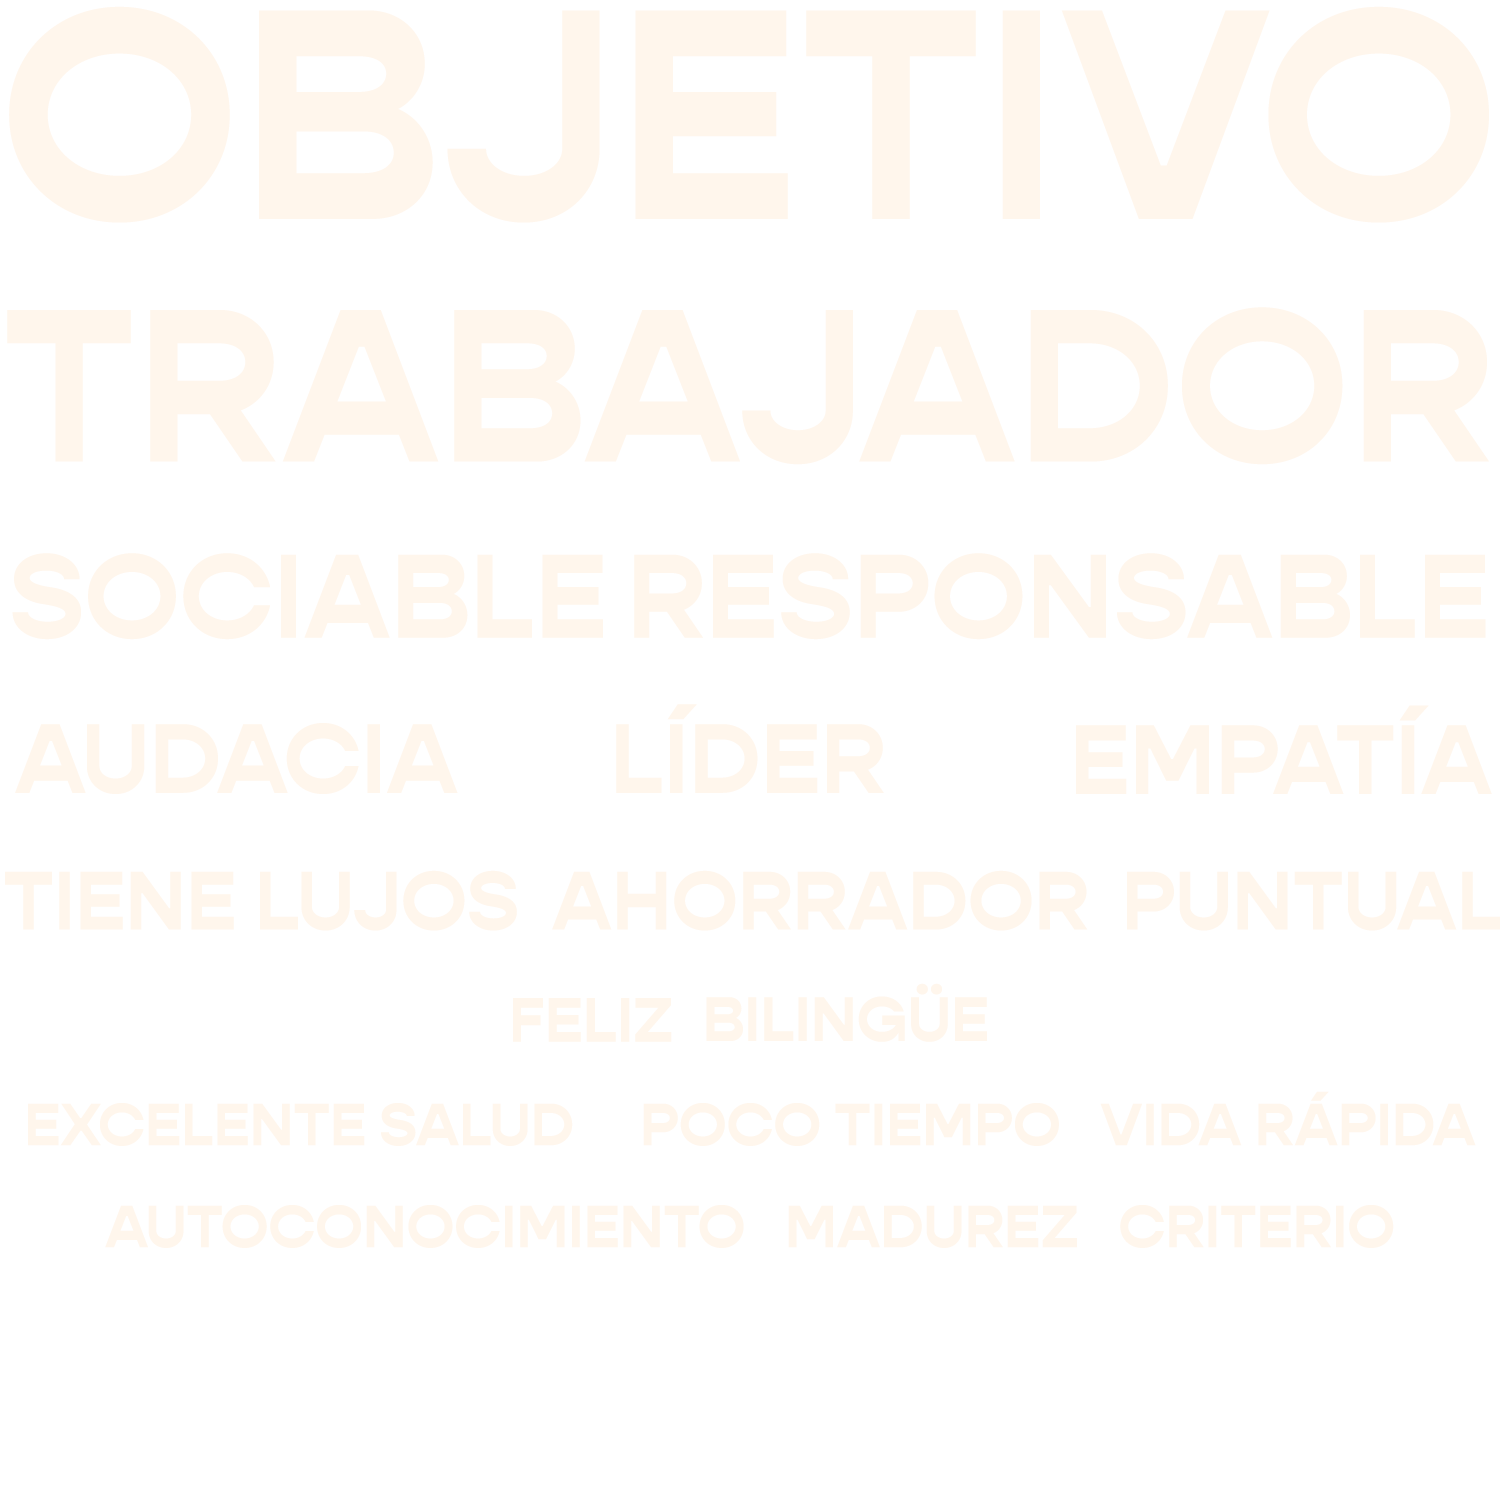 OBJETIVO
TRABAJADOR
SOCIABLE RESPONSABLE
AUDACIA LÍDER EMPATÍA
TIENE LUJOS AHORRADOR PUNTUAL
FELIZ BILINGÜE
EXCELENTE SALUD POCO TIEMPO VIDA RÁPIDA
AUTOCONOCIMIENTO MADUREZ CRITERIO